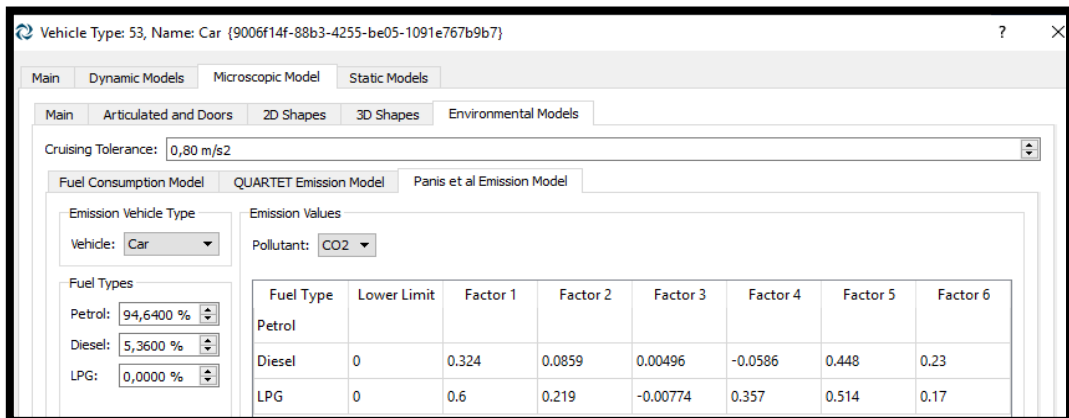 Vehicle Type: 53, Name: Car {9006f14f-88b3-4255-be05-1091e767b9b7} ?
Main Dynamic Models Microscopic Model Static Models
Main Articulated and Doors 2D Shapes 3D Shapes Environmental Models
Cruising Tolerance: 0,80 m/s2
Fuel Consumption Model QUARTET Emission Model Panis et al Emission Model
Emission Vehicle Type Emission Values
Vehicle: Car Pollutant: CO2
Fuel Types
Fuel Type Lower Limit Factor 1 Factor 2 Factor 3 Factor 4 Factor 5 Factor 6
Petrol: 94,6400 % Petrol
Diesel: 5,3600 % Diesel 0 0.324 0.0859 0.00496 -0.0586 0.448 0.23
LPG: 0,0000 % LPG 0 0.6 0.219 -0.00774 0.357 0.514 0.17